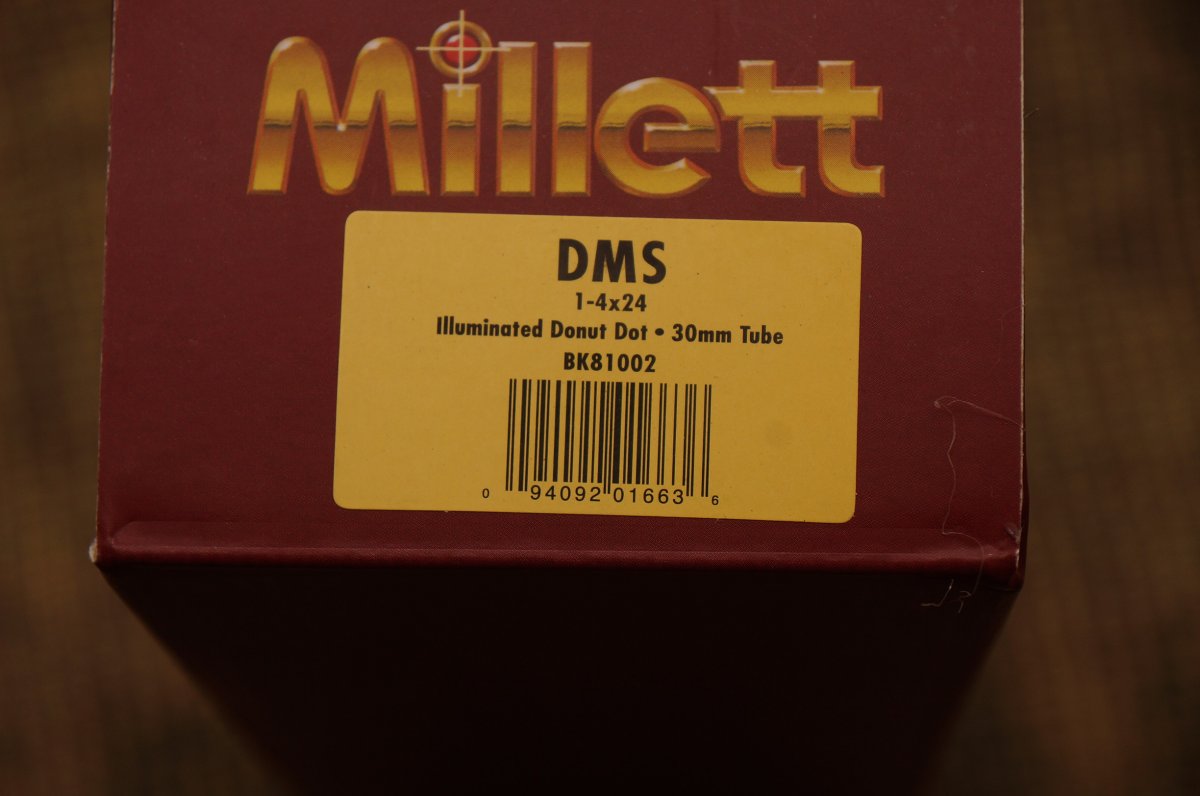 Millett
DMS
1-4x24
Illuminated Donut Dot • 30mm Tube
BK81002
0 94092 01663 6